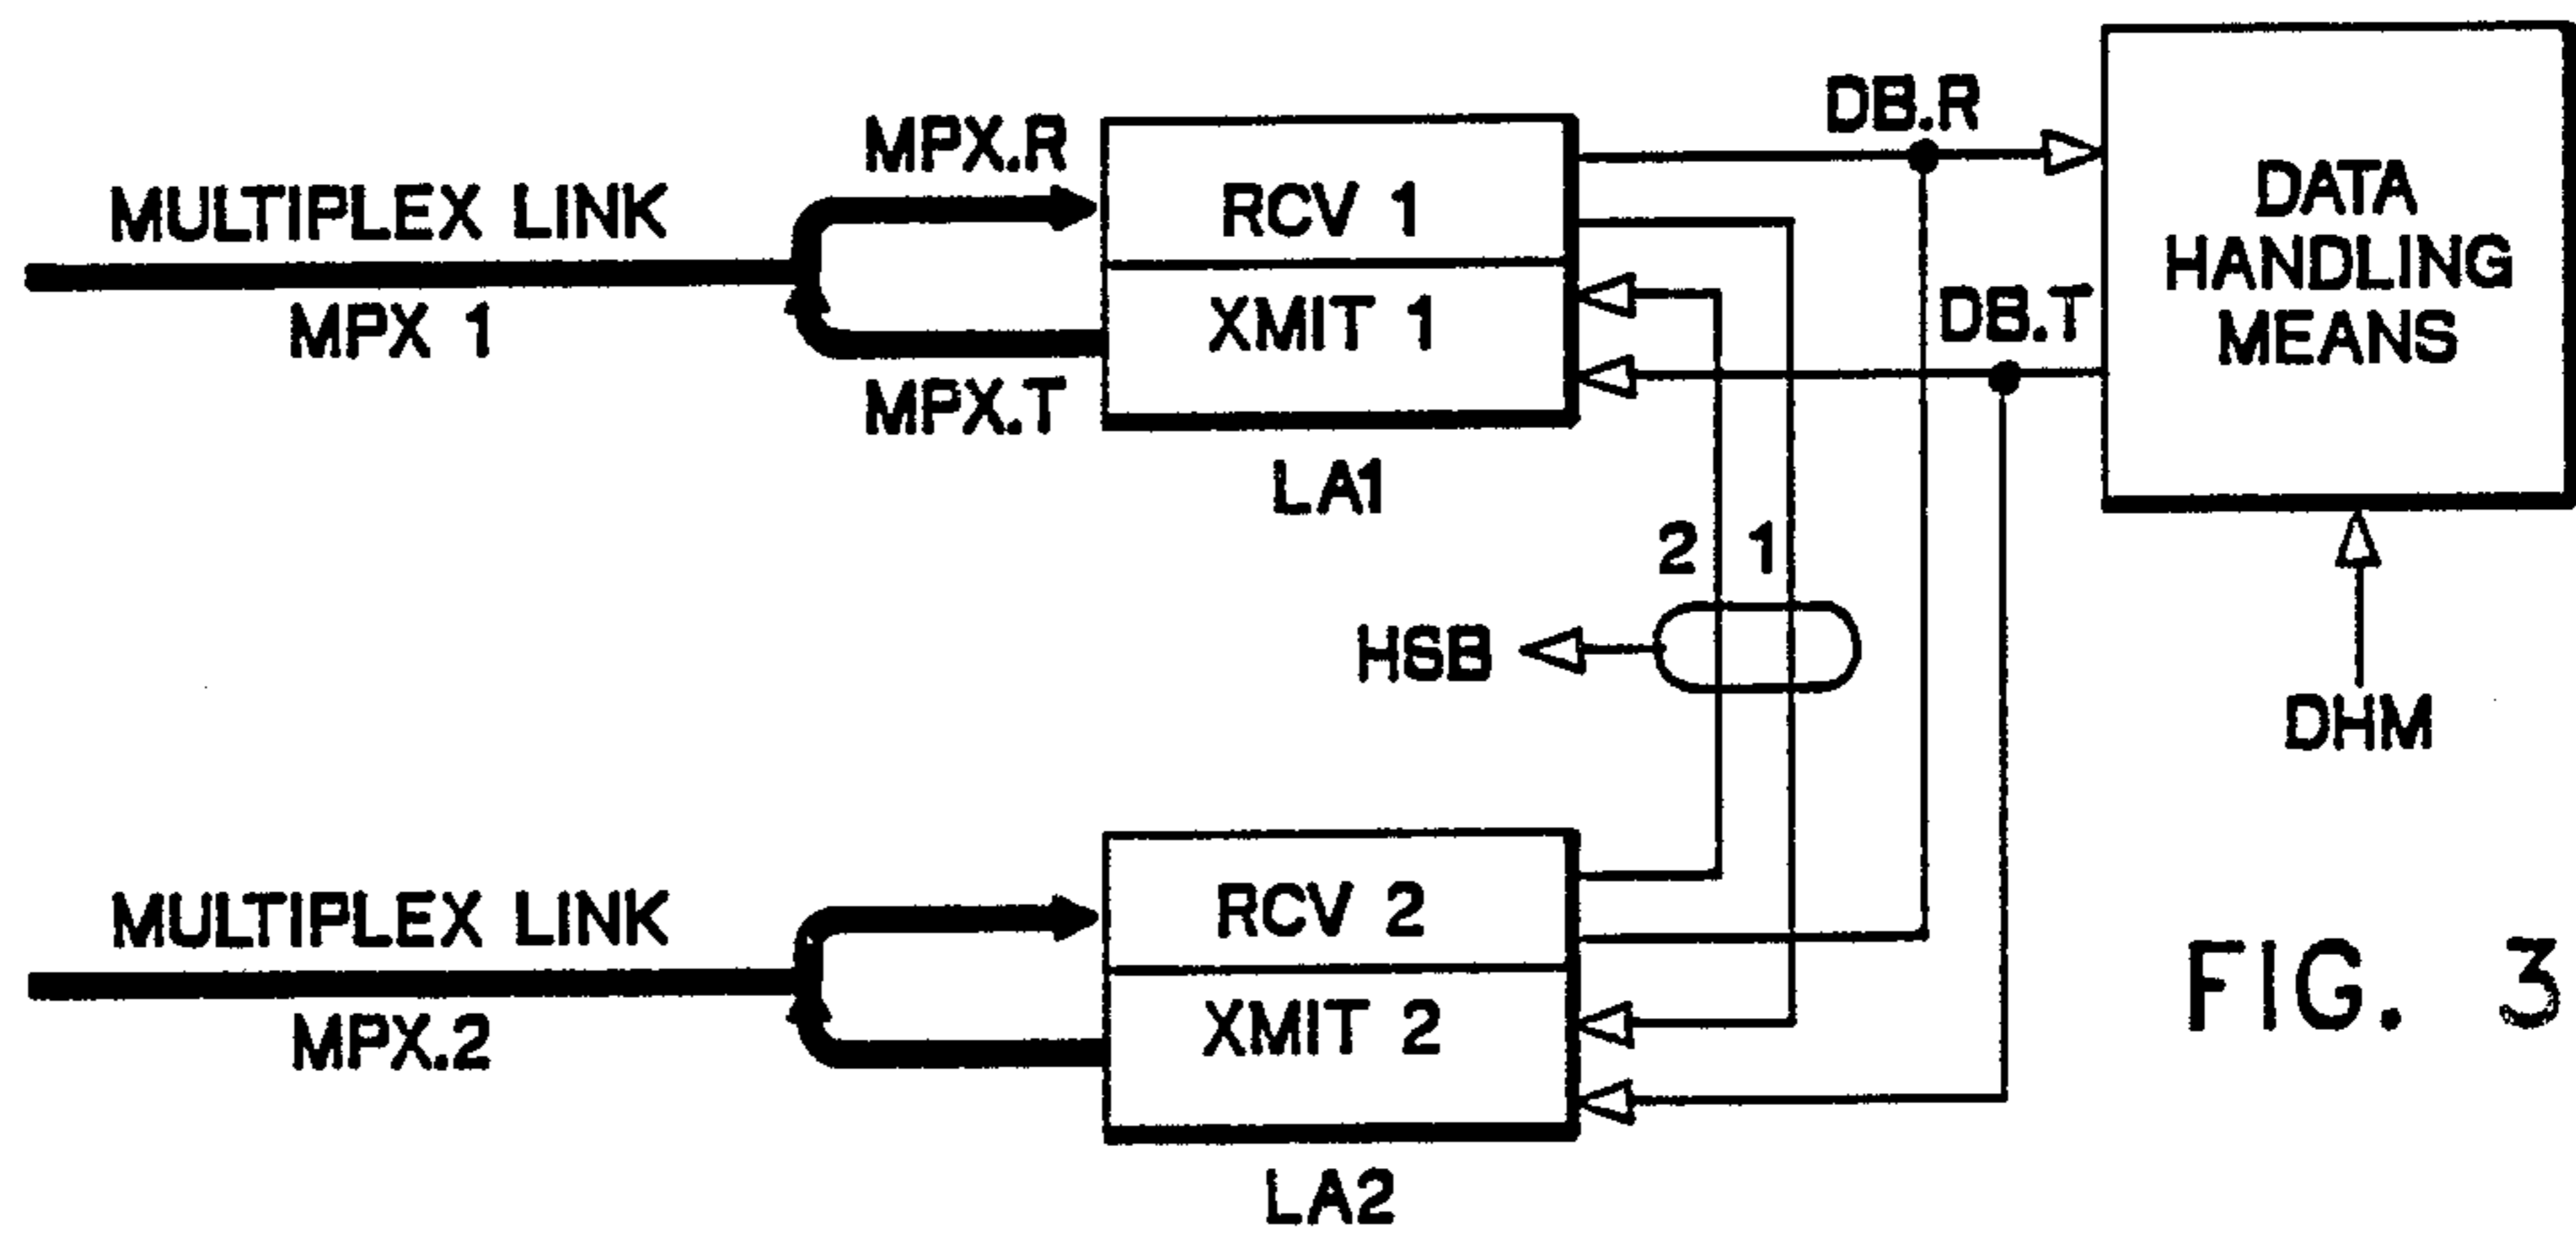 DB.R
MPX.R
MULTIPLEX LINK
RCV 1
DATA
HANDLING
MEANS
MPX 1
XMIT 1
DB.T
MPX.T
LA1
2 1
HSB
DHM
MULTIPLEX LINK
RCV 2
MPX.2
XMIT 2
FIG. 3
LA2